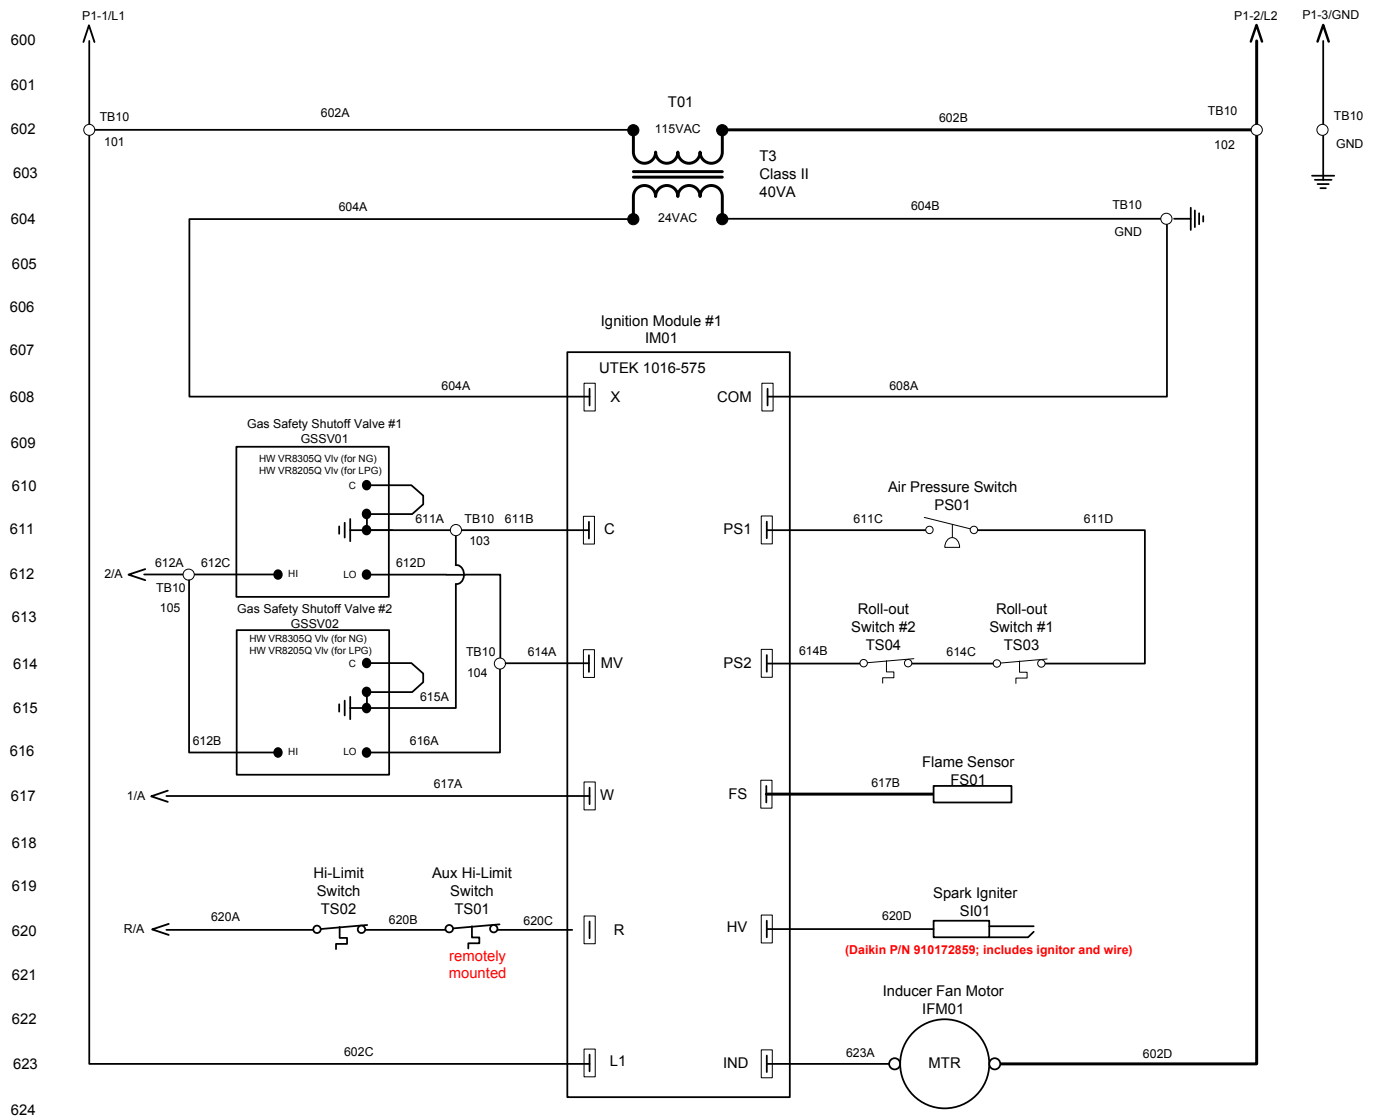 P1-1/L1
P1-2/L2
P1-3/GND
600
601
T01
602A
602B
TB10
115VAC
TB10
TB10
602
101
102
GND
T3
Class II
40VA
603
604A
604B
TB10
604
24VAC
GND
605
606
Ignition Module #1
IM01
607
UTEK 1016-575
604A
608A
608
X
COM
Gas Safety Shutoff Valve #1
GSSV01
609
HW VR8305Q Vlv (for NG)
HW VR8205Q Vlv (for LPG)
610
C
Air Pressure Switch
PS01
611A
TB10
611B
611C
611D
611
103
C
PS1
612A
612C
612D
612
2/A
HI
LO
TB10
105
613
Gas Safety Shutoff Valve #2
GSSV02
Roll-out
Switch #2
TS04
Roll-out
Switch #1
TS03
HW VR8305Q Vlv (for NG)
HW VR8205Q Vlv (for LPG)
TB10
614A
614B
614C
614
C
104
MV
PS2
615A
615
612B
616A
616
HI
LO
Flame Sensor
FS01
617A
617B
617
1/A
W
FS
618
Hi-Limit
Switch
TS02
Aux Hi-Limit
Switch
TS01
619
Spark Igniter
SI01
620A
620B
620C
620D
620
R/A
R
HV
remotely
mounted
(Daikin P/N 910172859; includes ignitor and wire)
621
Inducer Fan Motor
IFM01
622
602C
623A
602D
623
L1
IND
MTR
624